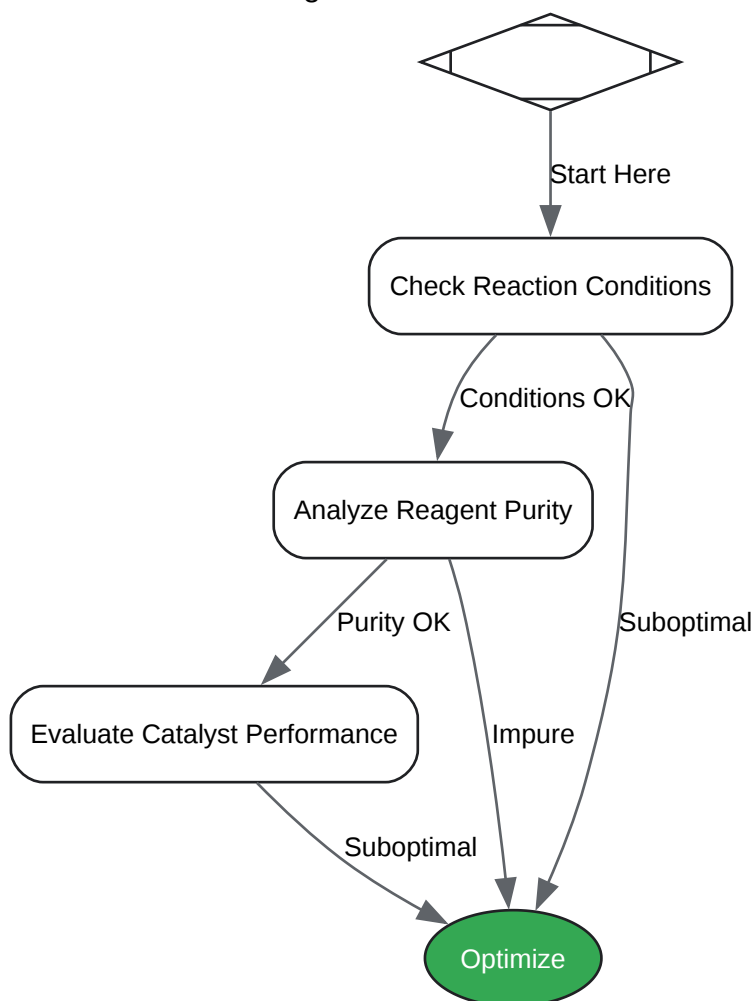 Start Here
Check Reaction Conditions
Conditions OK
Analyze Reagent Purity
Purity OK
Suboptimal
Evaluate Catalyst Performance
Impure
Suboptimal
Optimize